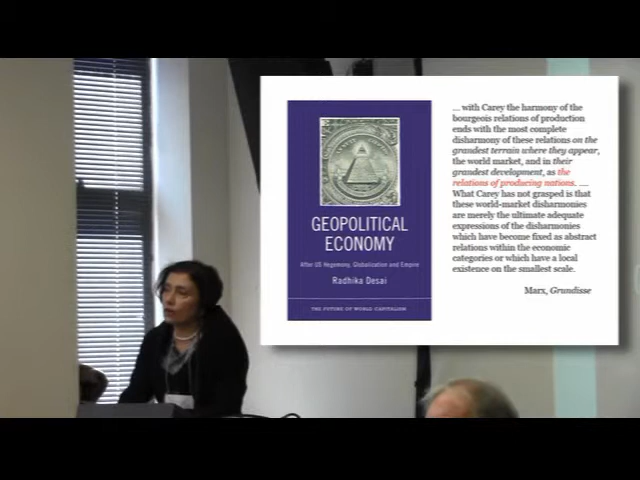 GEOPOLITICAL
ECONOMY
After US Hegemony, Globalization and Empire
Radhika Desai
THE FUTURE OF WORLD CAPITALISM
... with Carey the harmony of the
bourgeois relations of production
ends with the most complete
disharmony of these relations on the
grandest terrain where they appear,
the world market, and in their
grandest development, as the
relations of producing nations. ....
What Carey has not grasped is that
these world-market disharmonies
are merely the ultimate adequate
expressions of the disharmonies
which have become fixed as abstract
relations within the economic
categories or which have a local
existence on the smallest scale.
Marx, Grundisse